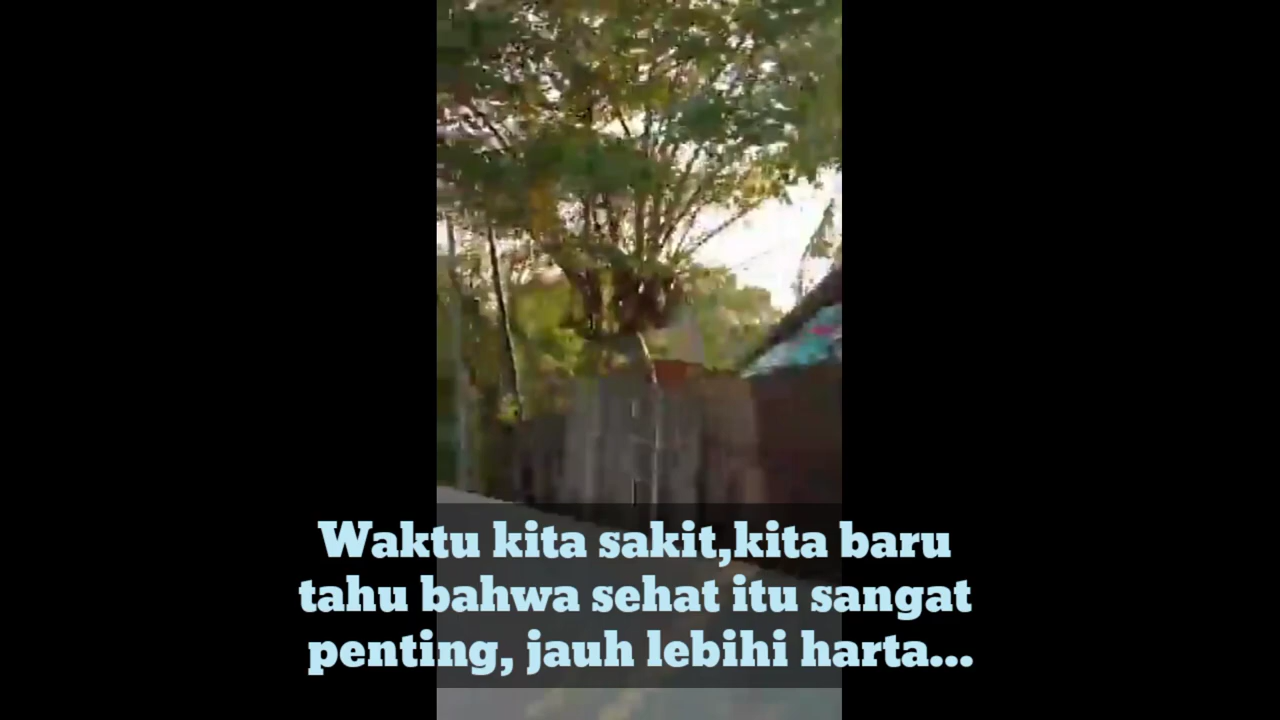 Waktu kita sakit,kita baru
tahu bahwa sehat itu sangat
penting, jauh lebihi harta...